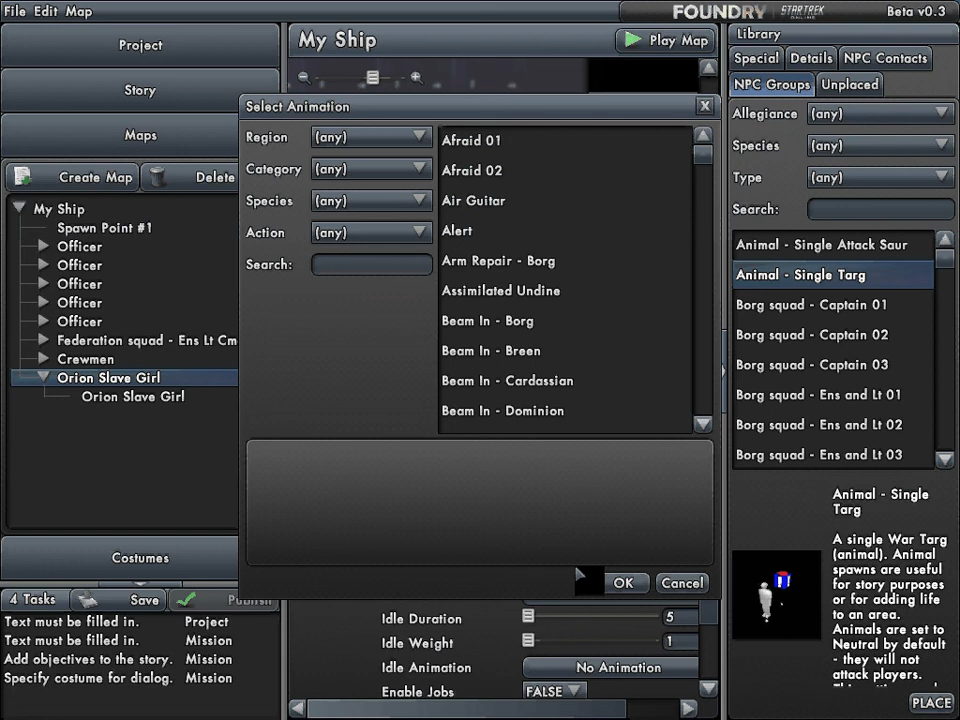 File Edit Map
FOUNDRY STAR TREK ONLINE Beta v0.3
Project
Story
Maps
Create Map
Delete
My Ship
Spawn Point #1
Officer
Officer
Officer
Officer
Officer
Federation squad - Ens Lt Cm
Crewmen
Orion Slave Girl
Orion Slave Girl
Costumes
4 Tasks
Save
Publish
Text must be filled in. Project
Text must be filled in. Mission
Add objectives to the story. Mission
Specify costume for dialog. Mission
My Ship
Play Map
Select Animation
X
Region (any)
Category (any)
Species (any)
Action (any)
Search:
Afraid 01
Afraid 02
Air Guitar
Alert
Arm Repair - Borg
Assimilated Undine
Beam In - Borg
Beam In - Breen
Beam In - Cardassian
Beam In - Dominion
OK
Cancel
Idle Duration 5
Idle Weight 1
Idle Animation No Animation
Enable Jobs FALSE
Library
Special Details NPC Contacts
NPC Groups Unplaced
Allegiance (any)
Species (any)
Type (any)
Search:
Animal - Single Attack Saur
Animal - Single Targ
Borg squad - Captain 01
Borg squad - Captain 02
Borg squad - Captain 03
Borg squad - Ens and Lt 01
Borg squad - Ens and Lt 02
Borg squad - Ens and Lt 03
Animal - Single
Targ
A single War Targ
(animal). Animal
spawns are useful
for story purposes
or for adding life
to an area.
Animals are set to
Neutral by default
- they will not
attack players.
PLACE